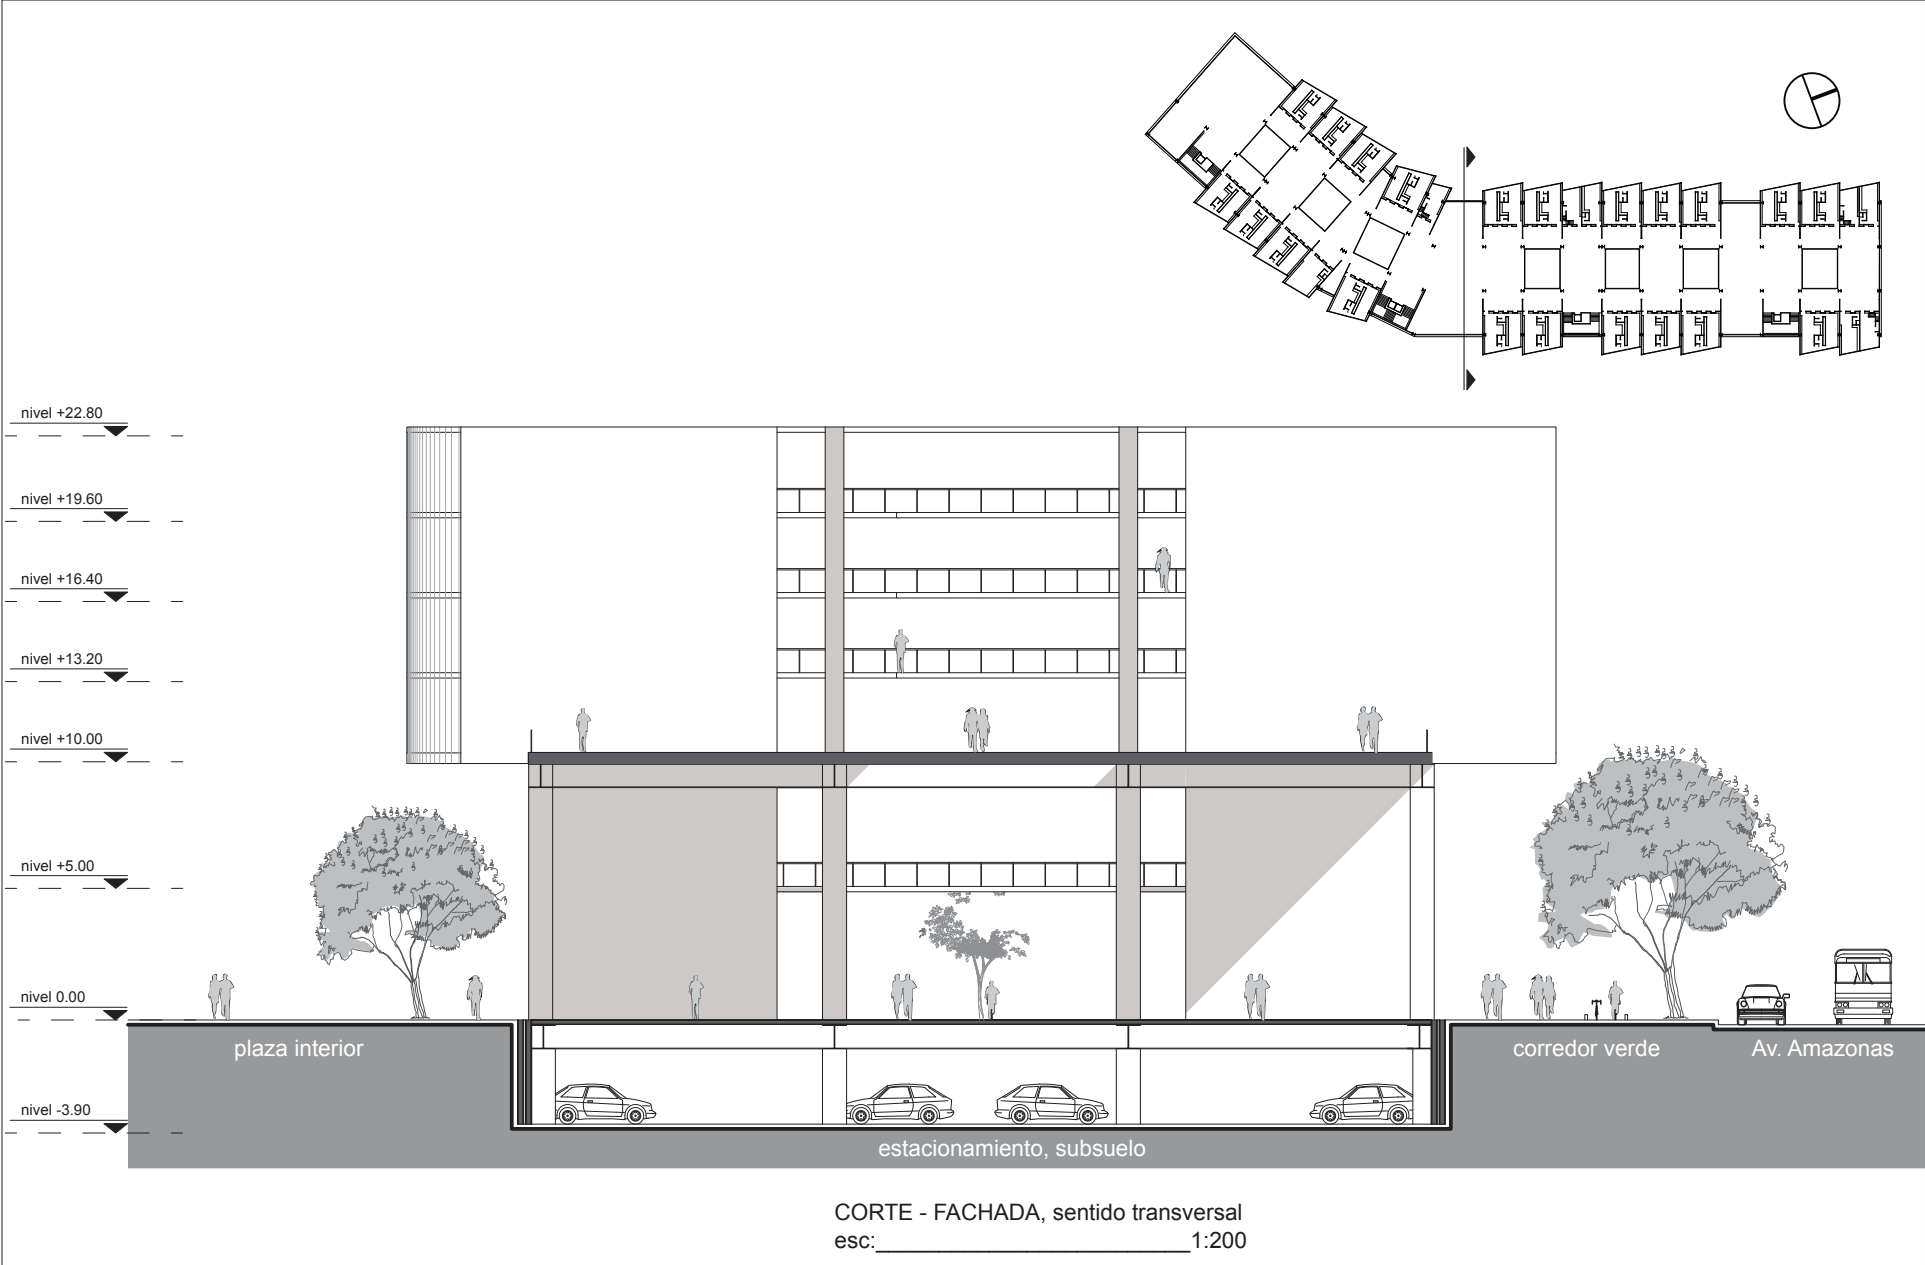 nivel +22.80
nivel +19.60
nivel +16.40
nivel +13.20
nivel +10.00
nivel +5.00
nivel 0.00
plaza interior
corredor verde
Av. Amazonas
nivel -3.90
estacionamiento, subsuelo
CORTE - FACHADA, sentido transversal
esc:__________________________1:200